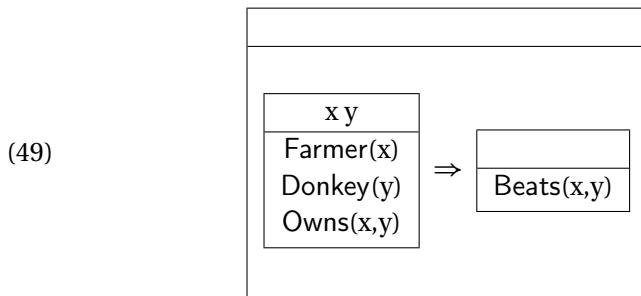 x y
Farmer(x)
(49)
Donkey(y)
⇒
Beats(x,y)
Owns(x,y)